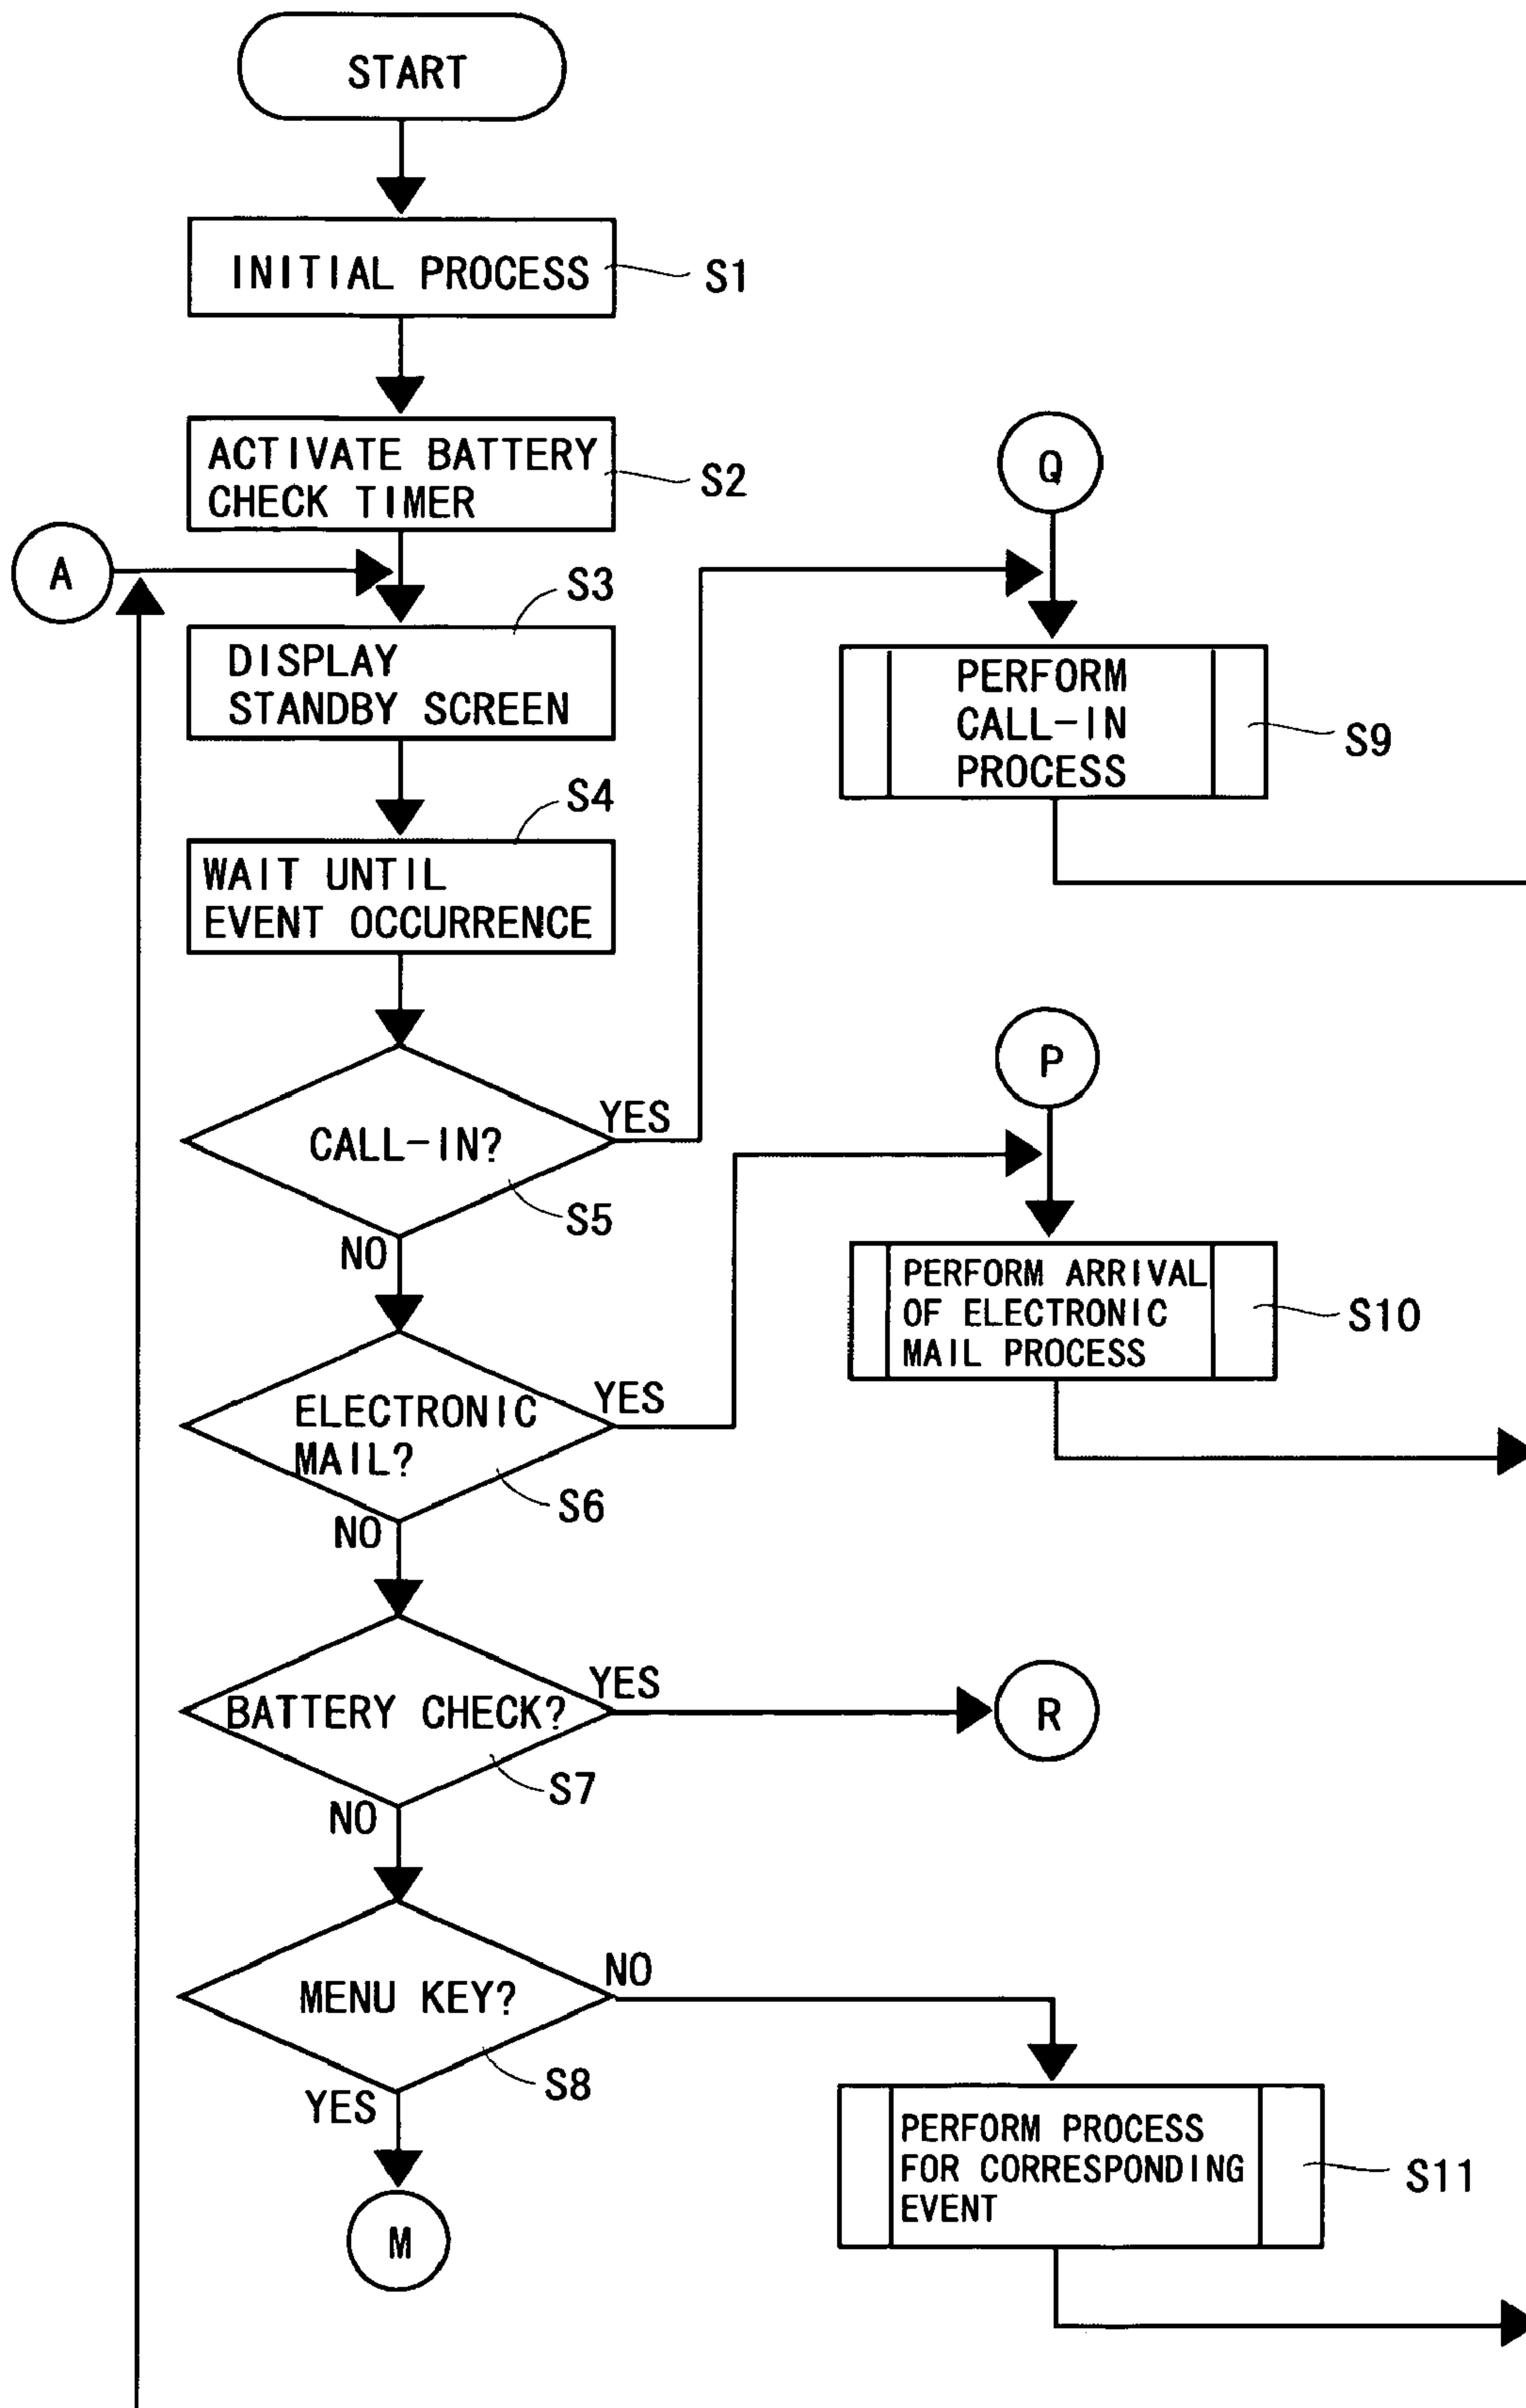 START
INITIAL PROCESS
S1
ACTIVATE BATTERY
CHECK TIMER
S2
A
S3
DISPLAY
STANDBY SCREEN
S4
WAIT UNTIL
EVENT OCCURRENCE
CALL-IN?
YES
S5
NO
ELECTRONIC
MAIL?
YES
S6
NO
BATTERY CHECK?
YES
S7
NO
MENU KEY?
NO
S8
YES
M
Q
PERFORM
CALL-IN
PROCESS
S9
P
PERFORM ARRIVAL
OF ELECTRONIC
MAIL PROCESS
S10
R
PERFORM PROCESS
FOR CORRESPONDING
EVENT
S11